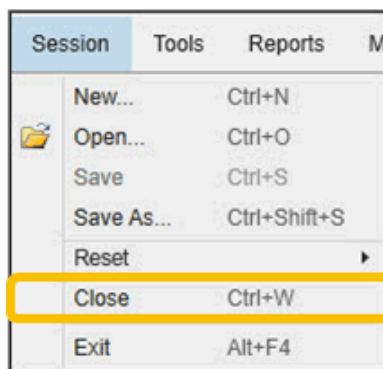 Session Tools Reports M
New... Ctrl+N
Open... Ctrl+O
Save Ctrl+S
Save As... Ctrl+Shift+S
Reset
Close Ctrl+W
Exit Alt+F4